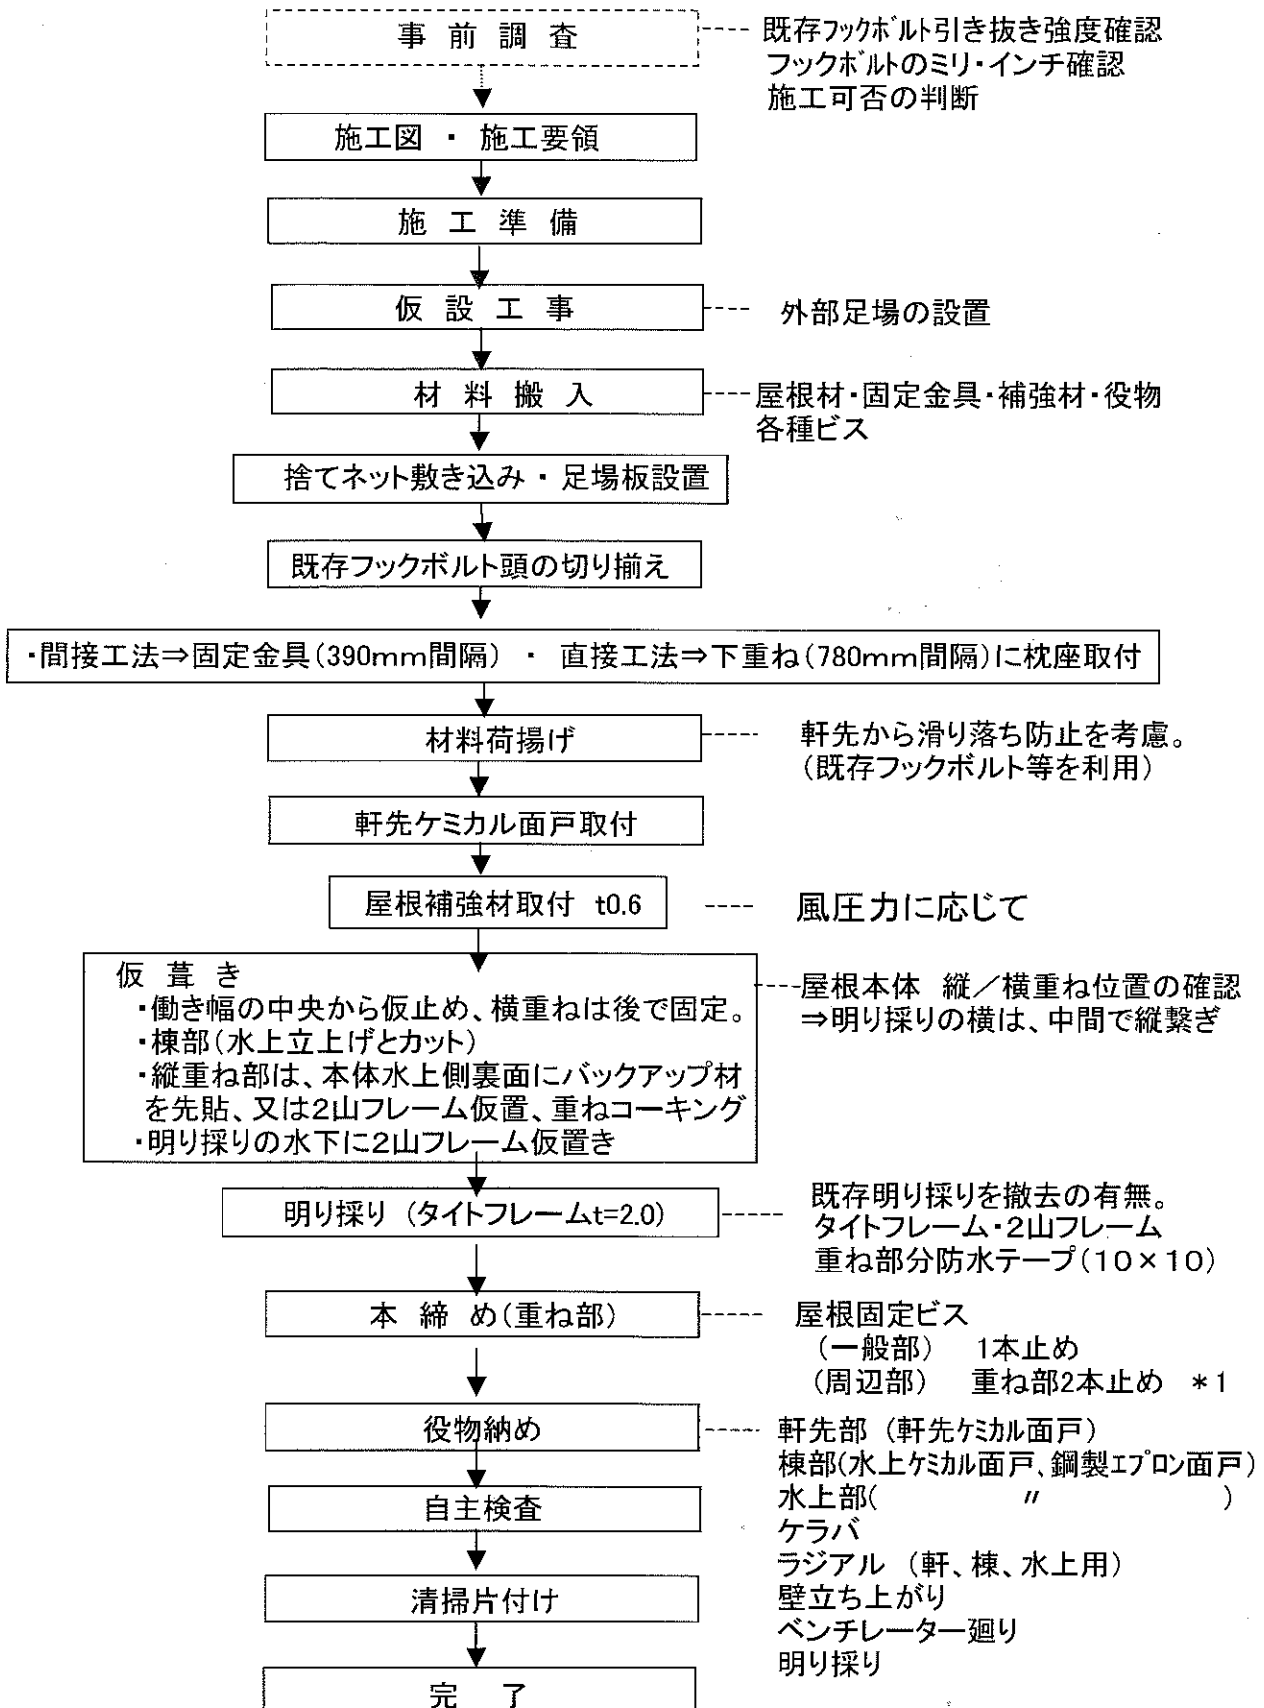 事 前 調 査
既存フックボルト引き抜き強度確認
フックボルトのミリ・インチ確認
施工可否の判断
施工図 ・ 施工要領
施 工 準 備
仮 設 工 事
外部足場の設置
材 料 搬 入
屋根材・固定金具・補強材・役物
各種ビス
捨てネット敷き込み・足場板設置
既存フックボルト頭の切り揃え
・間接工法⇒固定金具(390mm間隔) ・ 直接工法⇒下重ね(780mm間隔)に枕座取付
材料荷揚げ
軒先から滑り落ち防止を考慮。
(既存フックボルト等を利用)
軒先ケミカル面戸取付
屋根補強材取付 t0.6
風圧力に応じて
仮 葺 き
・働き幅の中央から仮止め、横重ねは後で固定。
・棟部(水上立上げとカット)
・縦重ね部は、本体水上側裏面にバックアップ材
を先貼、又は2山フレーム仮置、重ねコーキング
・明り採りの水下に2山フレーム仮置き
屋根本体 縦／横重ね位置の確認
⇒明り採りの横は、中間で縦繋ぎ
明り採り (タイトフレームt=2.0)
既存明り採りを撤去の有無。
タイトフレーム・2山フレーム
重ね部分防水テープ(10×10)
本 締 め(重ね部)
屋根固定ビス
(一般部) 1本止め
(周辺部) 重ね部2本止め *1
役物納め
軒先部 (軒先ケミカル面戸)
棟部(水上ケミカル面戸、鋼製エプロン面戸)
水上部( 〃 )
ケラバ
ラジアル (軒、棟、水上用)
壁立ち上がり
ベンチレーター廻り
明り採り
自主検査
清掃片付け
完 了